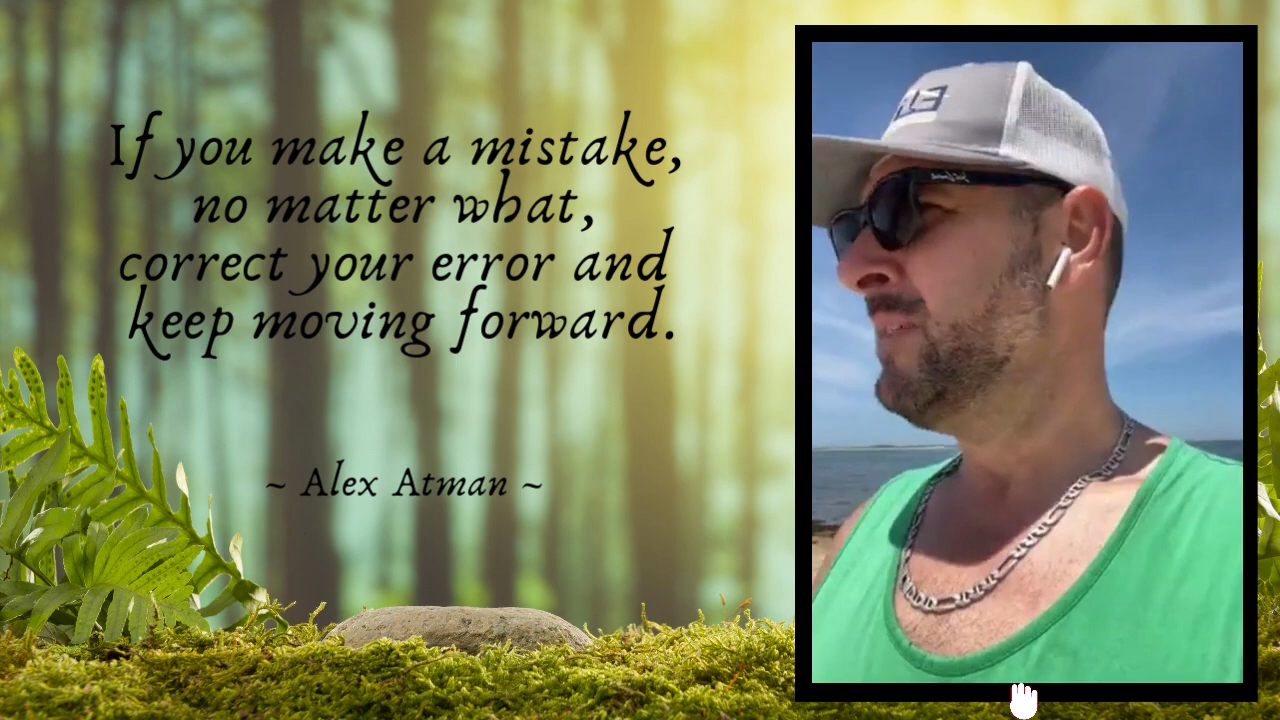 If you make a mistake,
no matter what,
correct your error and
keep moving forward.
~ Alex Atman ~